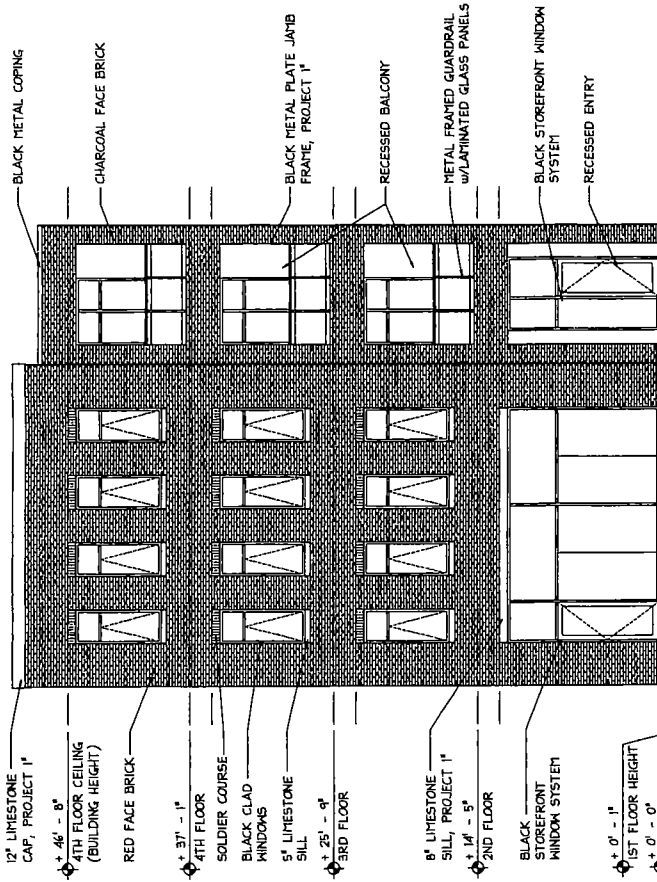 12" LIMESTONE
CAP, PROJECT 1"
+ 46' - 8"
4TH FLOOR CEILING
(BUILDING HEIGHT)
RED FACE BRICK
+ 37' - 1"
4TH FLOOR
SOLDIER COURSE
BLACK CLAD
WINDOWS
5" LIMESTONE
SILL
+ 25' - 9"
3RD FLOOR
8" LIMESTONE
SILL, PROJECT 1"
+ 14' - 5"
2ND FLOOR
BLACK
STOREFRONT
WINDOW SYSTEM
+ 0' - 1"
1ST FLOOR HEIGHT
+ 0' - 0"
BLACK METAL COPING
CHARCOAL FACE BRICK
BLACK METAL PLATE JAMB
FRAME, PROJECT 1"
RECESSED BALCONY
METAL FRAMED GUARDRAIL
w/LAMINATED GLASS PANELS
BLACK STOREFRONT WINDOW
SYSTEM
RECESSED ENTRY